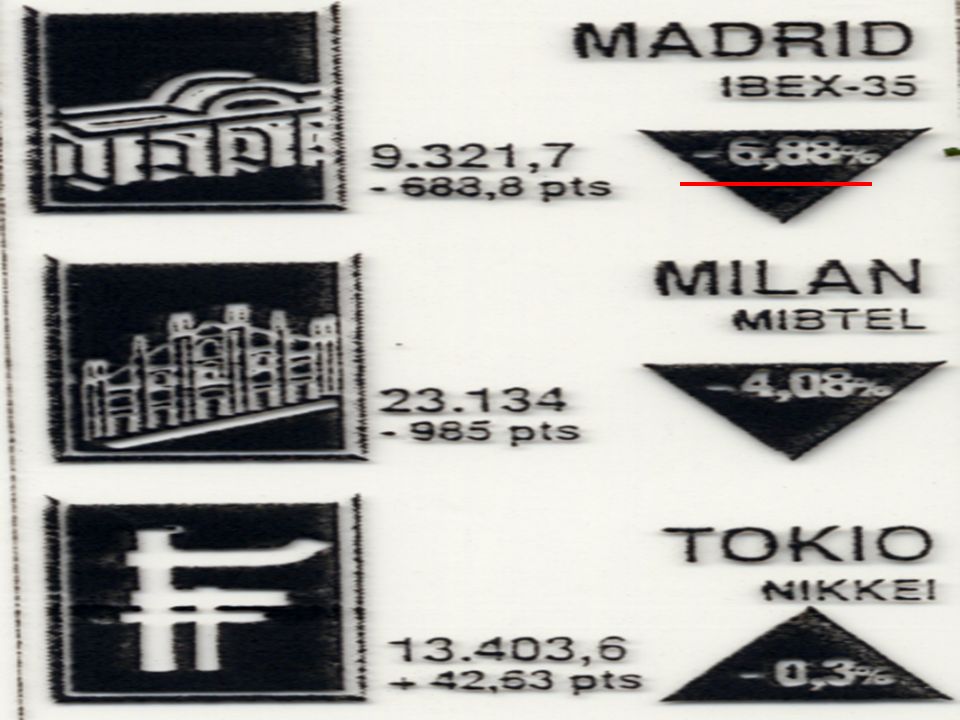 MADRID
IBEX-35
9.321,7
- 6,88%
- 683,8 pts
MILAN
MIBTEL
23.134
- 4,08%
- 985 pts
TOKIO
NIKKEI
13.403,6
+ 42,63 pts
- 0,3%